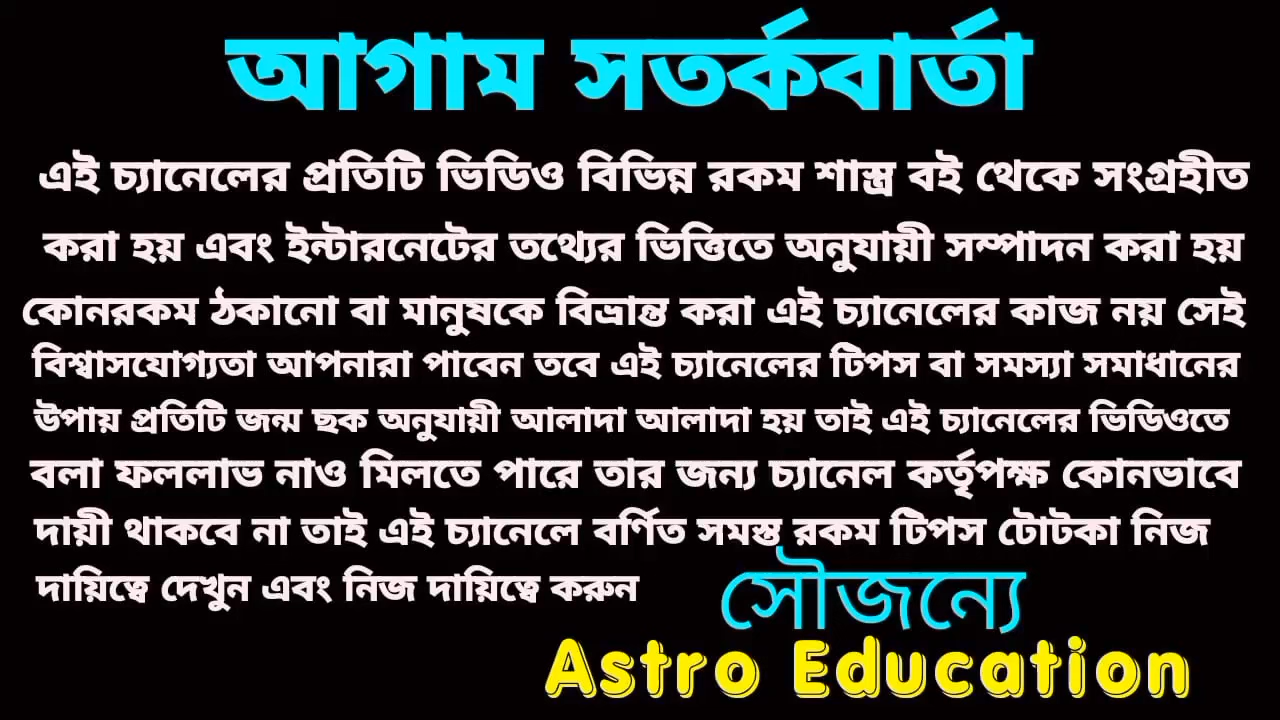 আগাম সতর্কবার্তা
এই চ্যানেলের প্রতিটি ভিডিও বিভিন্ন রকম শাস্ত্র বই থেকে সংগ্রহীত
করা হয় এবং ইন্টারনেটের তথ্যের ভিত্তিতে অনুযায়ী সম্পাদন করা হয়
কোনরকম ঠকানো বা মানুষকে বিভ্রান্ত করা এই চ্যানেলের কাজ নয় সেই
বিশ্বাসযোগ্যতা আপনারা পাবেন তবে এই চ্যানেলের টিপস বা সমস্যা সমাধানের
উপায় প্রতিটি জন্ম ছক অনুযায়ী আলাদা আলাদা হয় তাই এই চ্যানেলের ভিডিওতে
বলা ফললাভ নাও মিলতে পারে তার জন্য চ্যানেল কর্তৃপক্ষ কোনভাবে
দায়ী থাকবে না তাই এই চ্যানেলে বর্ণিত সমস্ত রকম টিপস টোটকা নিজ
দায়িত্বে দেখুন এবং নিজ দায়িত্বে করুন
সৌজন্যে
Astro Education